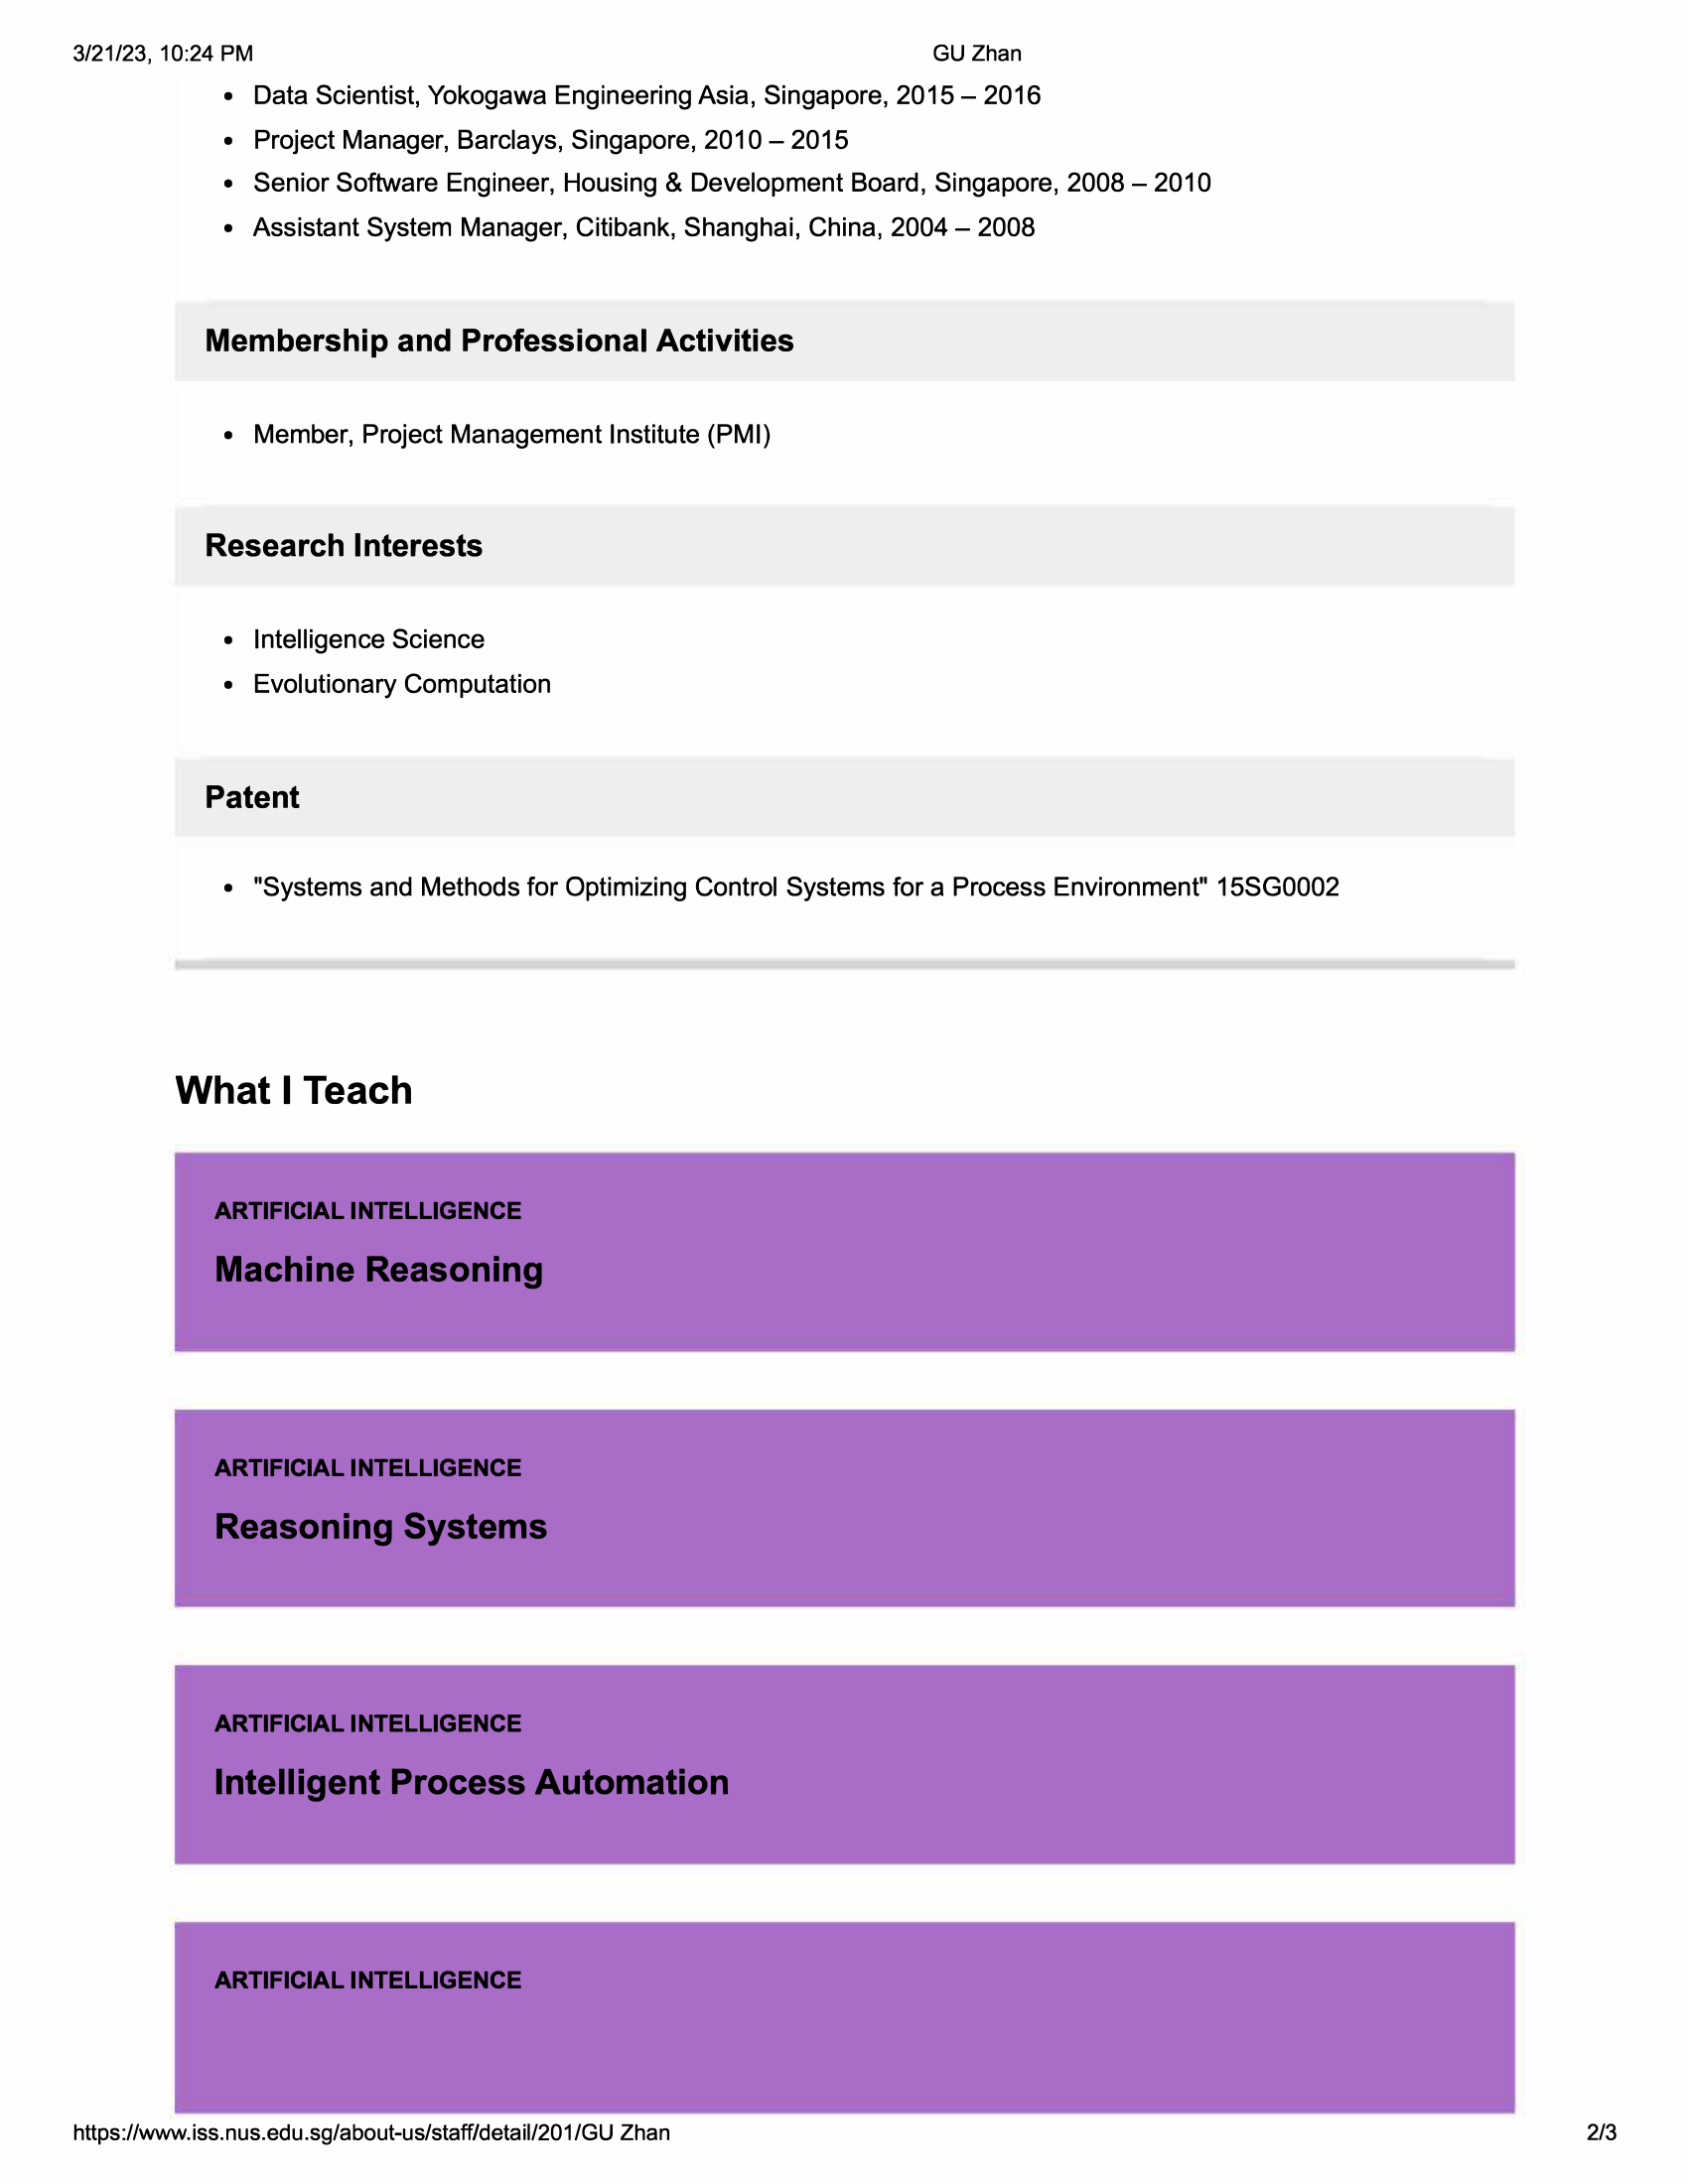 3/21/23, 10:24 PM
GU Zhan
• Data Scientist, Yokogawa Engineering Asia, Singapore, 2015 – 2016
• Project Manager, Barclays, Singapore, 2010 – 2015
• Senior Software Engineer, Housing & Development Board, Singapore, 2008 – 2010
• Assistant System Manager, Citibank, Shanghai, China, 2004 – 2008
Membership and Professional Activities
• Member, Project Management Institute (PMI)
Research Interests
• Intelligence Science
• Evolutionary Computation
Patent
• "Systems and Methods for Optimizing Control Systems for a Process Environment" 15SG0002
What I Teach
ARTIFICIAL INTELLIGENCE
Machine Reasoning
ARTIFICIAL INTELLIGENCE
Reasoning Systems
ARTIFICIAL INTELLIGENCE
Intelligent Process Automation
ARTIFICIAL INTELLIGENCE
https://www.iss.nus.edu.sg/about-us/staff/detail/201/GU Zhan
2/3